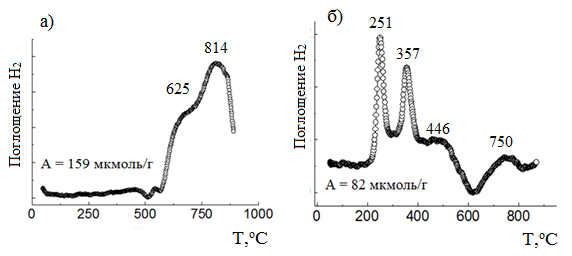 а)
814
625
Поглощение H2
A = 159 мкмоль/г
0 250 500 750 1000
T,°C
б)
251
357
446
750
Поглощение H2
A = 82 мкмоль/г
0 200 400 600 800
T,°C